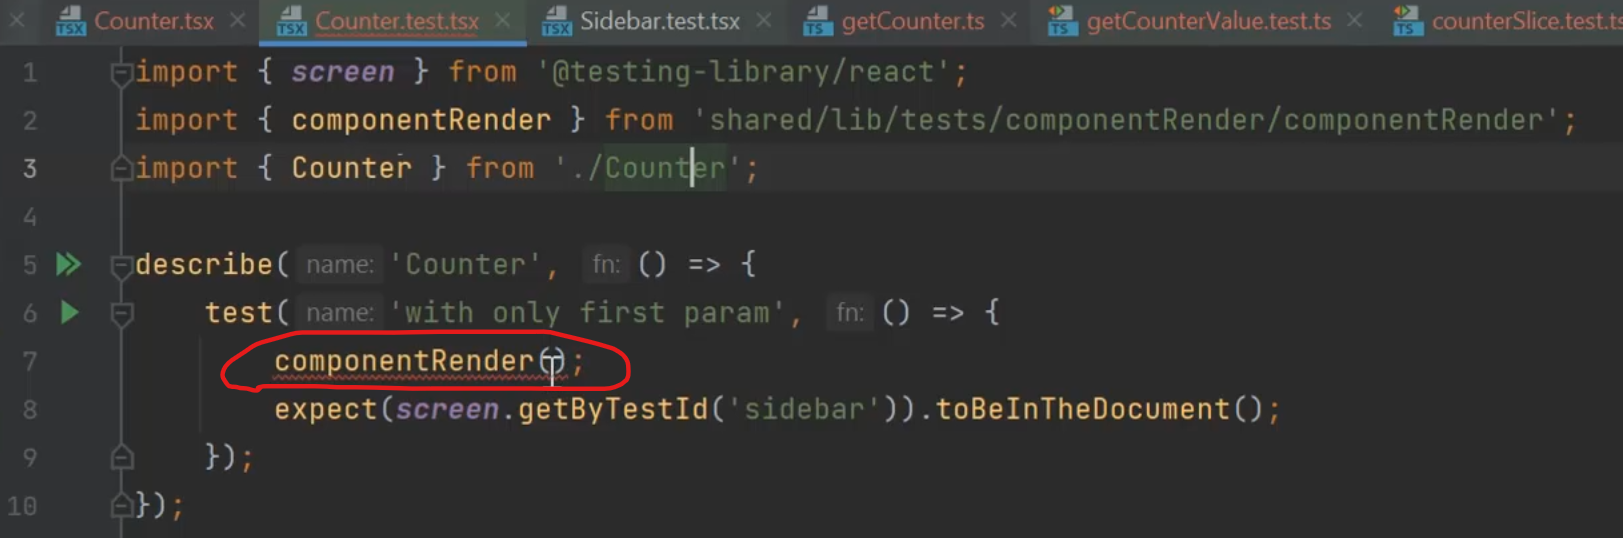 Counter.tsx Counter.test.tsx Sidebar.test.tsx getCounter.ts getCounterValue.test.ts counterSlice.test.ts
1 import { screen } from '@testing-library/react';
2 import { componentRender } from 'shared/lib/tests/componentRender/componentRender';
3 import { Counter } from './Counter';
4
5 describe( name: 'Counter', fn: () => {
6 test( name: 'with only first param', fn: () => {
7 componentRender();
8 expect(screen.getByTestId('sidebar')).toBeInTheDocument();
9 });
10 });